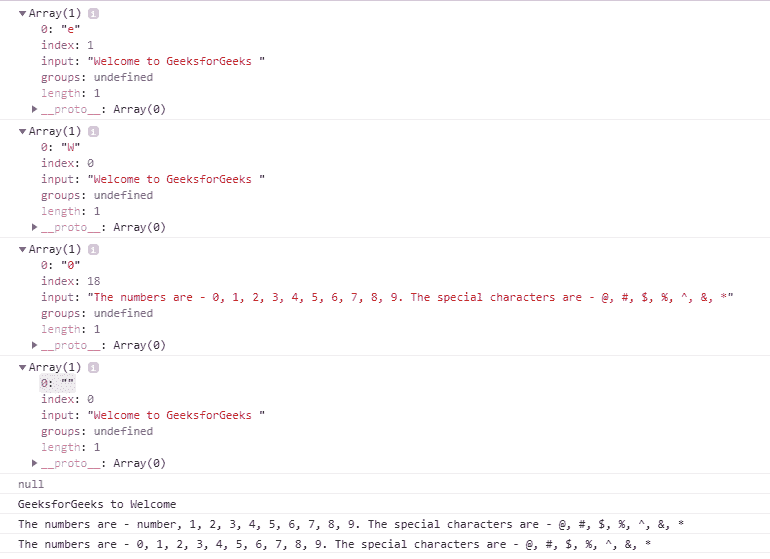 ▼Array(1) i
0: "e"
index: 1
input: "Welcome to GeeksforGeeks "
groups: undefined
length: 1
▶__proto__: Array(0)
▼Array(1) i
0: "W"
index: 0
input: "Welcome to GeeksforGeeks "
groups: undefined
length: 1
▶__proto__: Array(0)
▼Array(1) i
0: "0"
index: 18
input: "The numbers are - 0, 1, 2, 3, 4, 5, 6, 7, 8, 9. The special characters are - @, #, $, %, ^, &, *"
groups: undefined
length: 1
▶__proto__: Array(0)
▼Array(1) i
0: ""
index: 0
input: "Welcome to GeeksforGeeks "
groups: undefined
length: 1
▶__proto__: Array(0)
null
GeeksforGeeks to Welcome
The numbers are - number, 1, 2, 3, 4, 5, 6, 7, 8, 9. The special characters are - @, #, $, %, ^, &, *
The numbers are - 0, 1, 2, 3, 4, 5, 6, 7, 8, 9. The special characters are - @, #, $, %, ^, &, *